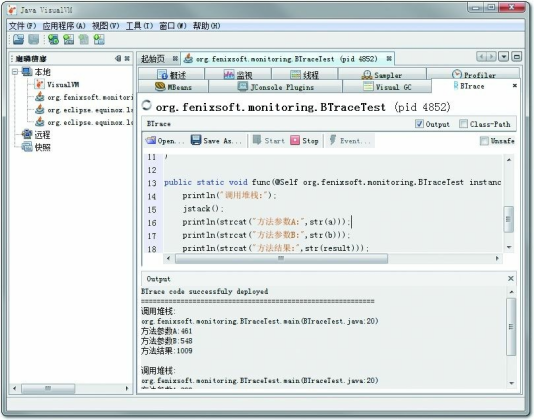 Java VisualVM
文件(F) 应用程序(A) 视图(V) 工具(T) 窗口(W) 帮助(H)
起始页
org.fenixsoft.monitoring.BTraceTest (pid 4852)
本地
VisualVM
org.fenixsoft.monitori
org.eclipse.equinox.la
org.eclipse.equinox.la
远程
快照
概述 监视 线程 Sampler Profiler
MBeans JConsole Plugins Visual GC BTrace
org.fenixsoft.monitoring.BTraceTest (pid 4852)
BTrace Output Class-Path
Open... Save As... Start Stop Event... Unsafe
11 }
12
13 public static void func(@Self org.fenixsoft.monitoring.BTraceTest instanc
14 println("调用堆栈:");
15 jstack();
16 println(strcat("方法参数A:",str(a)));
17 println(strcat("方法参数B:",str(b)));
18 println(strcat("方法结果:",str(result)));
Output
BTrace code successfuly deployed
===========================================================
调用堆栈:
org.fenixsoft.monitoring.BTraceTest.main(BTraceTest.java:20)
方法参数A:461
方法参数B:548
方法结果:1009
调用堆栈:
org.fenixsoft.monitoring.BTraceTest.main(BTraceTest.java:20)